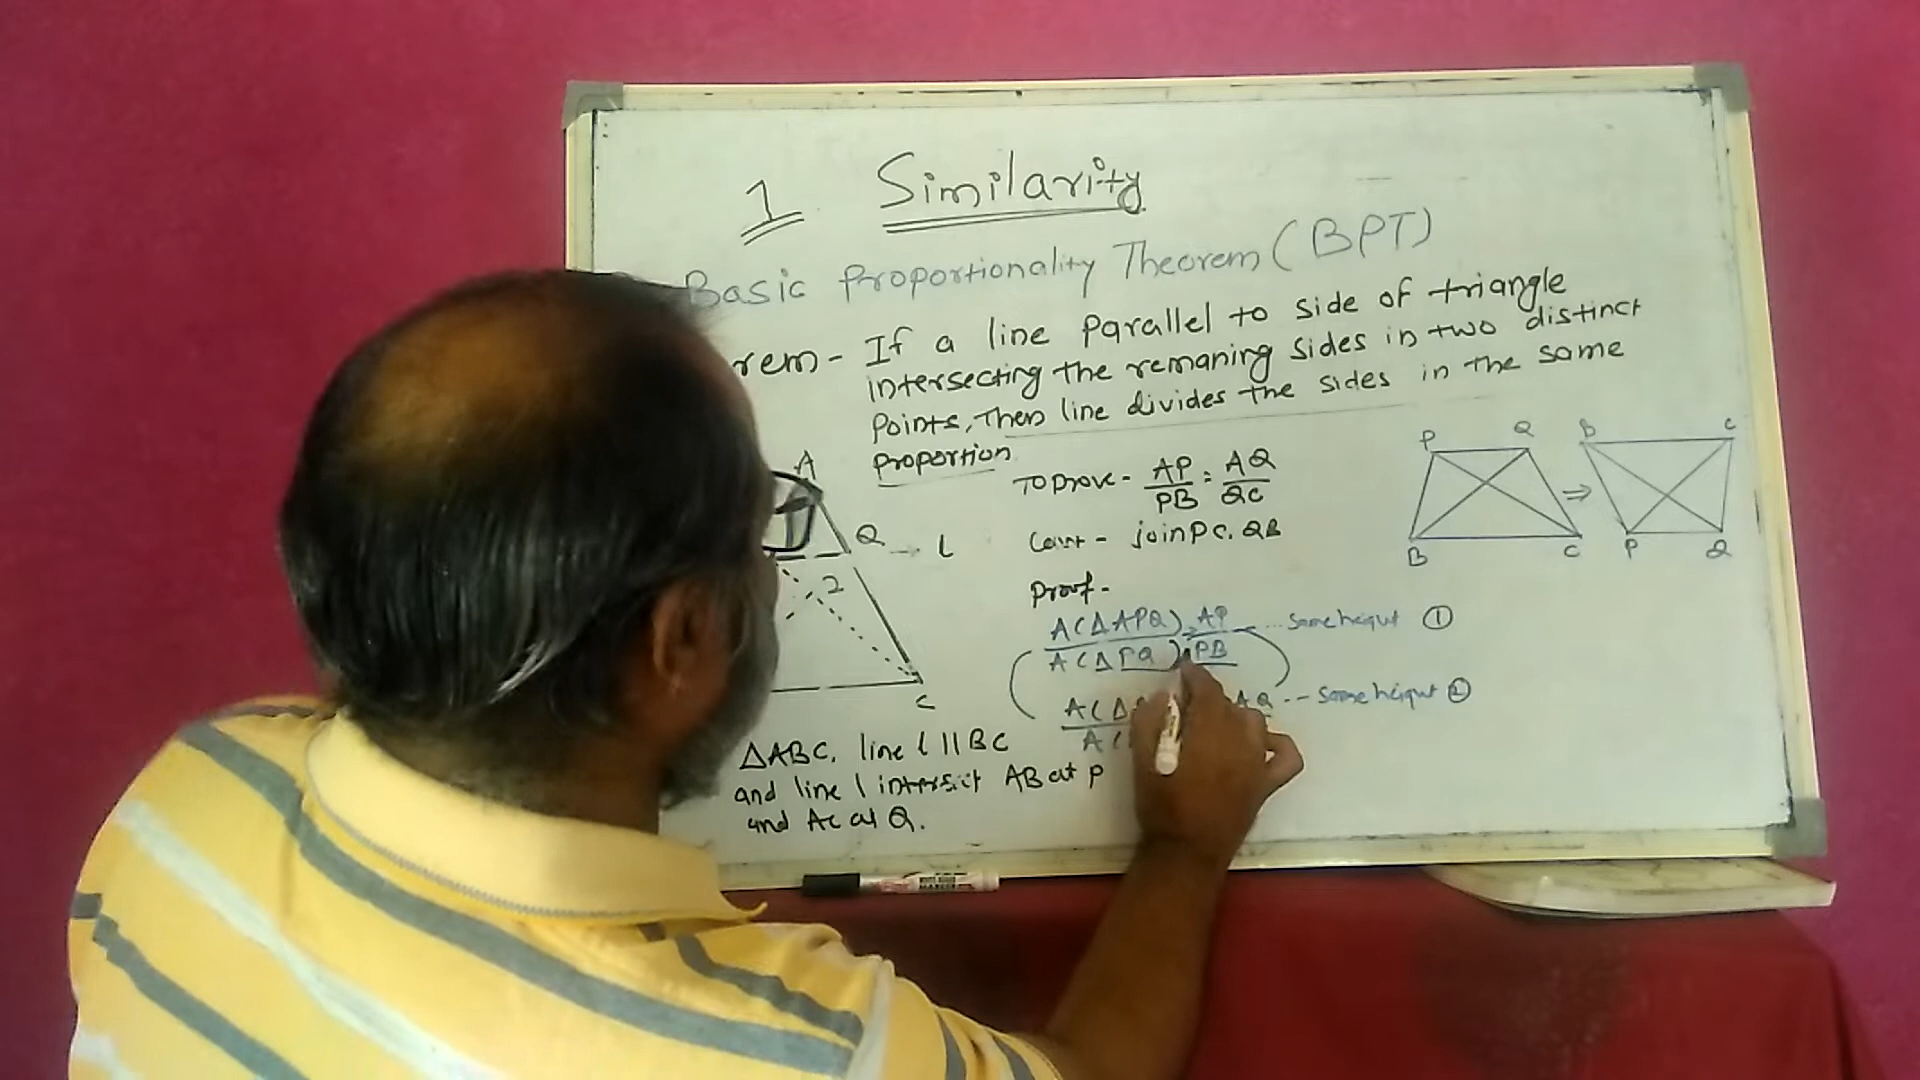 1 Similarity
Basic Proportionality Theorem (BPT)
rem - If a line parallel to side of triangle
intersecting the remaning sides in two distinct
points, Then line divides the sides in the same
proportion
To prove - AP/PB = AQ/QC
join PC, QB
Proof -
A(ΔAPQ) = AP ... Same height ①
A(ΔPQ ) PB
A(Δ AQ -- Same height ②
A(
A
Q → l
2
C
ΔABC, line l || BC
and line l intersect AB at P
and AC at Q.
P Q B C
⇒
B C P Q